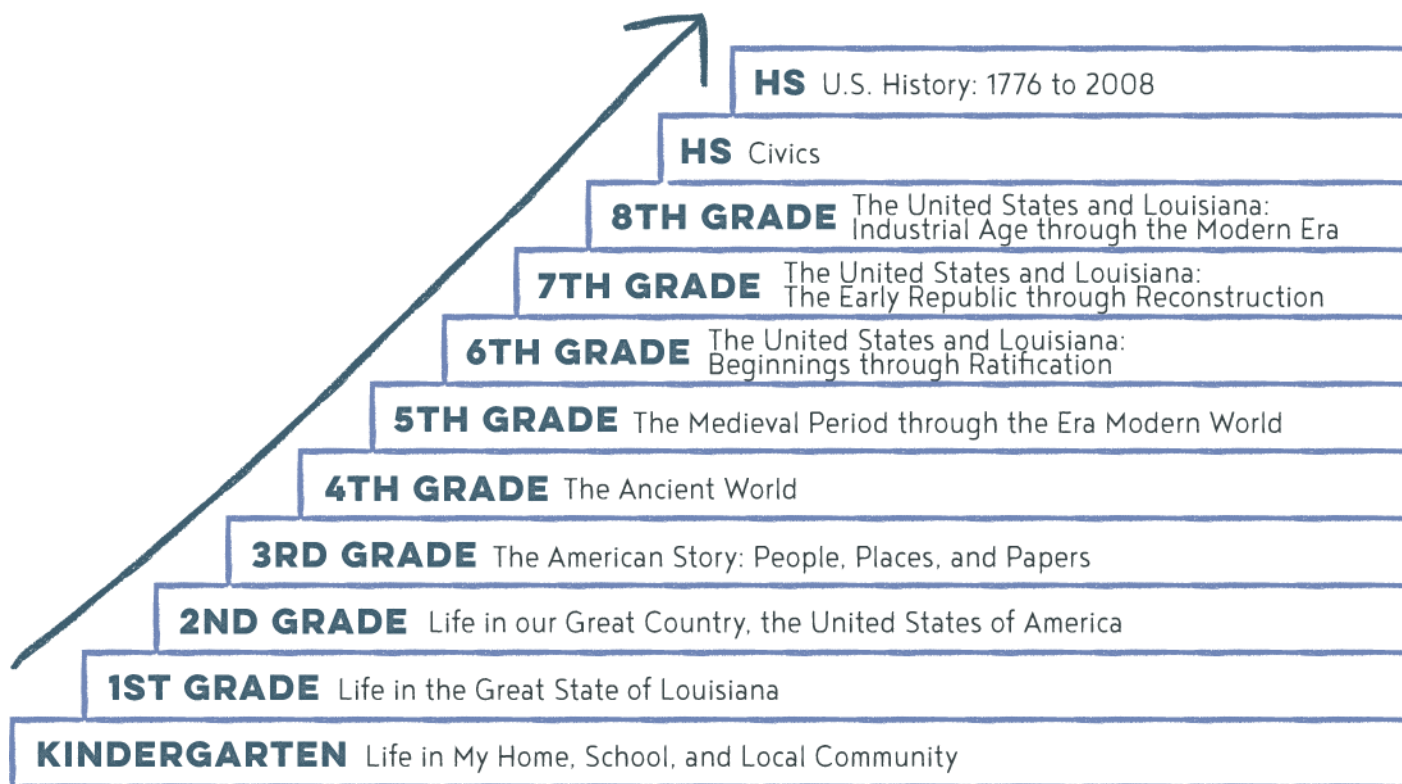 HS U.S. History: 1776 to 2008
HS Civics
8TH GRADE The United States and Louisiana:
Industrial Age through the Modern Era
7TH GRADE The United States and Louisiana:
The Early Republic through Reconstruction
6TH GRADE The United States and Louisiana:
Beginnings through Ratification
5TH GRADE The Medieval Period through the Era Modern World
4TH GRADE The Ancient World
3RD GRADE The American Story: People, Places, and Papers
2ND GRADE Life in our Great Country, the United States of America
1ST GRADE Life in the Great State of Louisiana
KINDERGARTEN Life in My Home, School, and Local Community